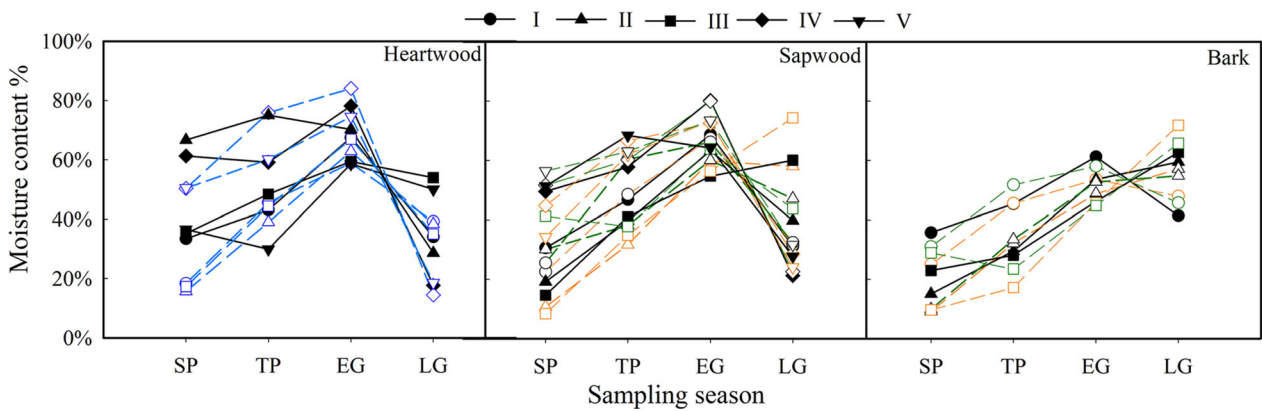 I II III IV V
Heartwood Sapwood Bark
Moisture content %
100%
80%
60%
40%
20%
0%
SP TP EG LG SP TP EG LG SP TP EG LG
Sampling season